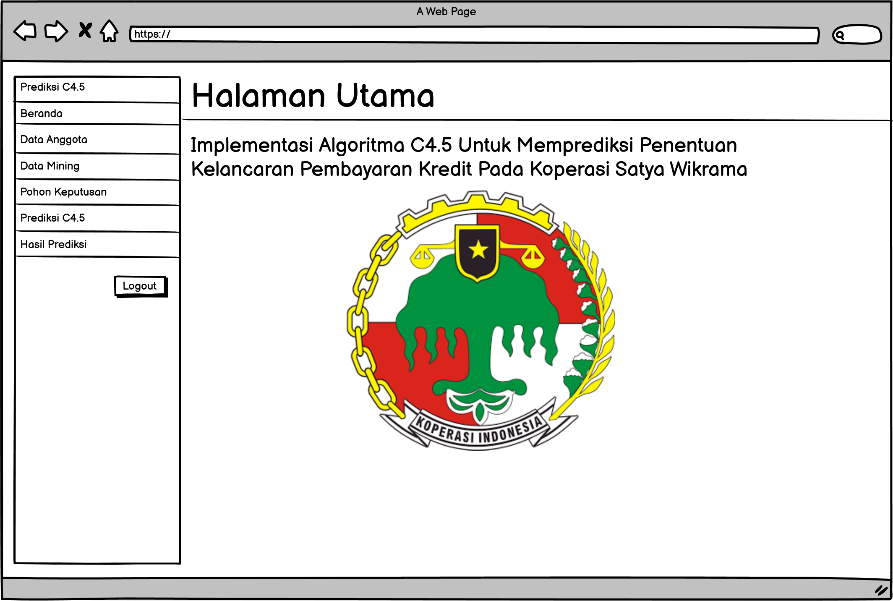 A Web Page
https://
Prediksi C4.5
Beranda
Data Anggota
Data Mining
Pohon Keputusan
Prediksi C4.5
Hasil Prediksi
Logout
Halaman Utama
Implementasi Algoritma C4.5 Untuk Memprediksi Penentuan
Kelancaran Pembayaran Kredit Pada Koperasi Satya Wikrama
KOPERASI INDONESIA